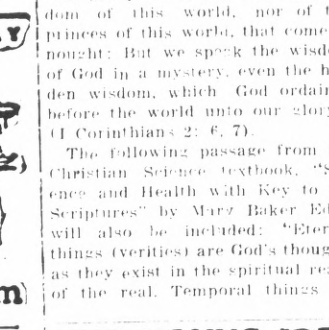 dom of this world, nor of t
princes of this world, that come
nought: But we speak the wisdo
of God in a mystery, even the h
den wisdom, which God ordain
before the world unto our glory
(I Corinthians 2: 6, 7).
The following passage from
Christian Science textbook, "S
ence and Health with Key to
Scriptures" by Mary Baker Ed
will also be included: "Eter
things (verities) are God's thoug
as they exist in the spiritual rea
of the real. Temporal things
m